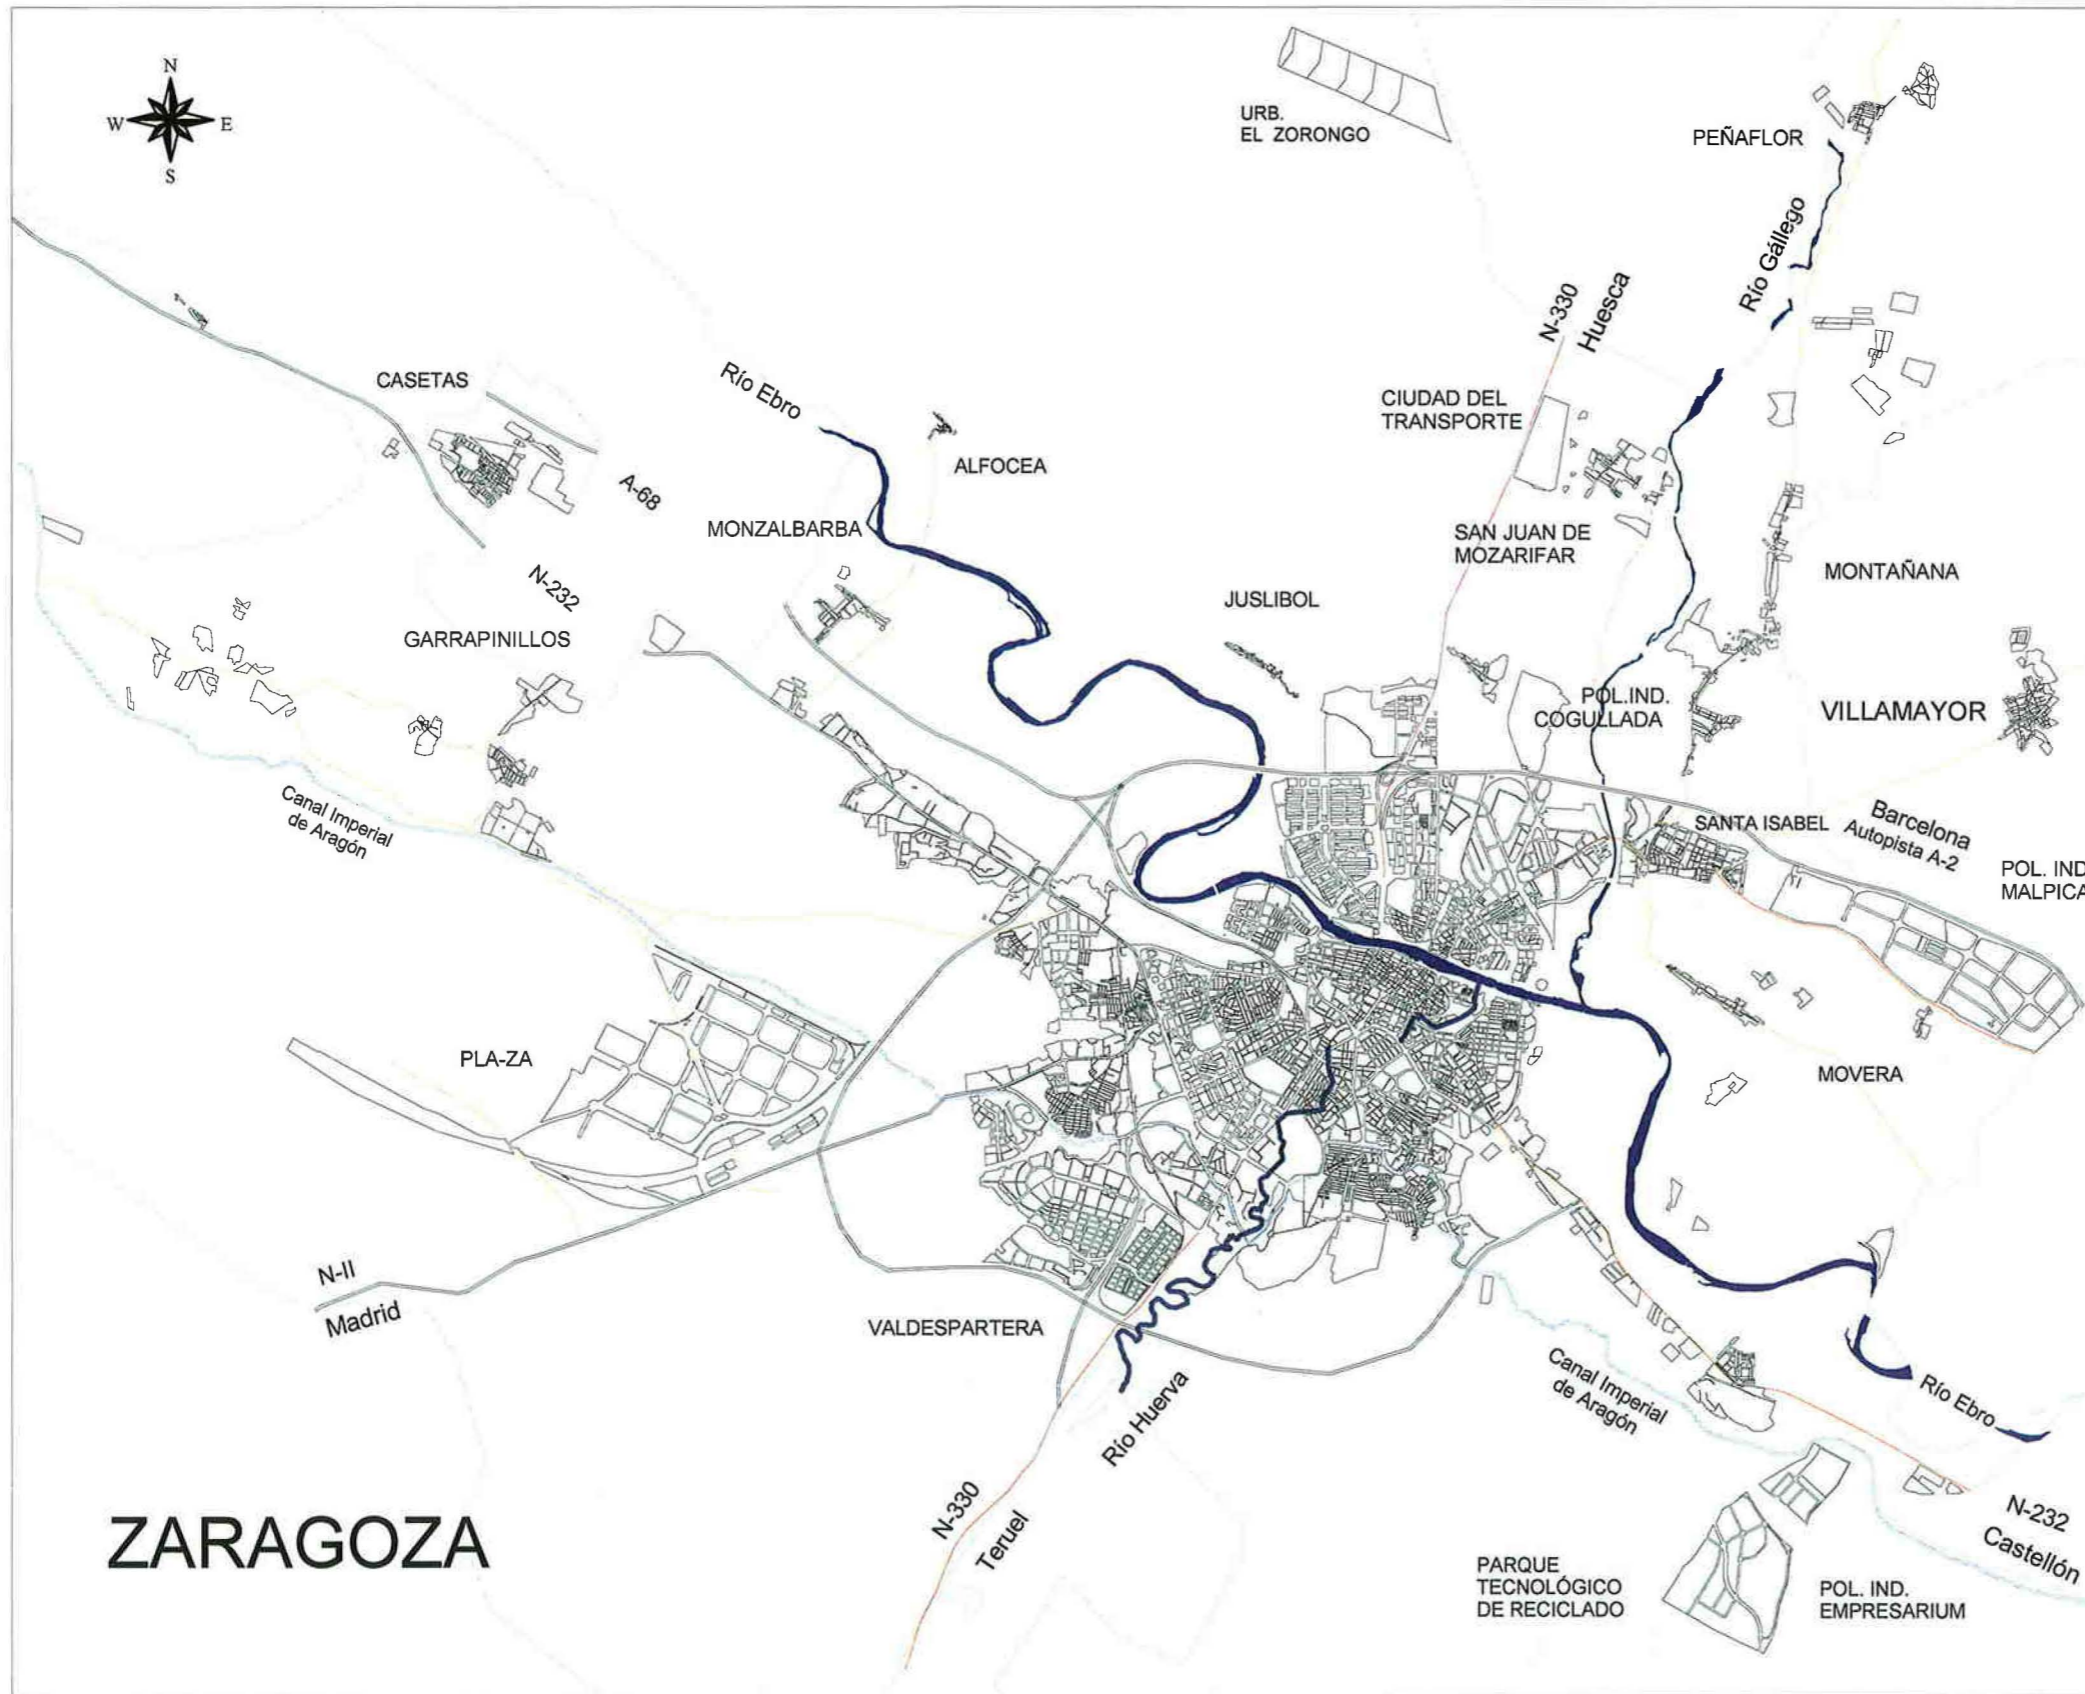 N
W E
S
URB.
EL ZORONGO
PEÑAFLOR
Río Gállego
N-330
Huesca
CASETAS
Río Ebro
CIUDAD DEL
TRANSPORTE
ALFOCEA
A-68
MONZALBARBA
SAN JUAN DE
MOZARIFAR
MONTAÑANA
N-232
JUSLIBOL
GARRAPINILLOS
POL.IND.
COGULLADA
VILLAMAYOR
Canal Imperial
de Aragón
SANTA ISABEL
Barcelona
Autopista A-2
POL. IND
MALPICA
PLA-ZA
MOVERA
N-II
Madrid
VALDESPARTERA
Río Huerva
Canal Imperial
de Aragón
Río Ebro
N-330
Teruel
N-232
Castellón
ZARAGOZA
PARQUE
TECNOLÓGICO
DE RECICLADO
POL. IND.
EMPRESARIUM